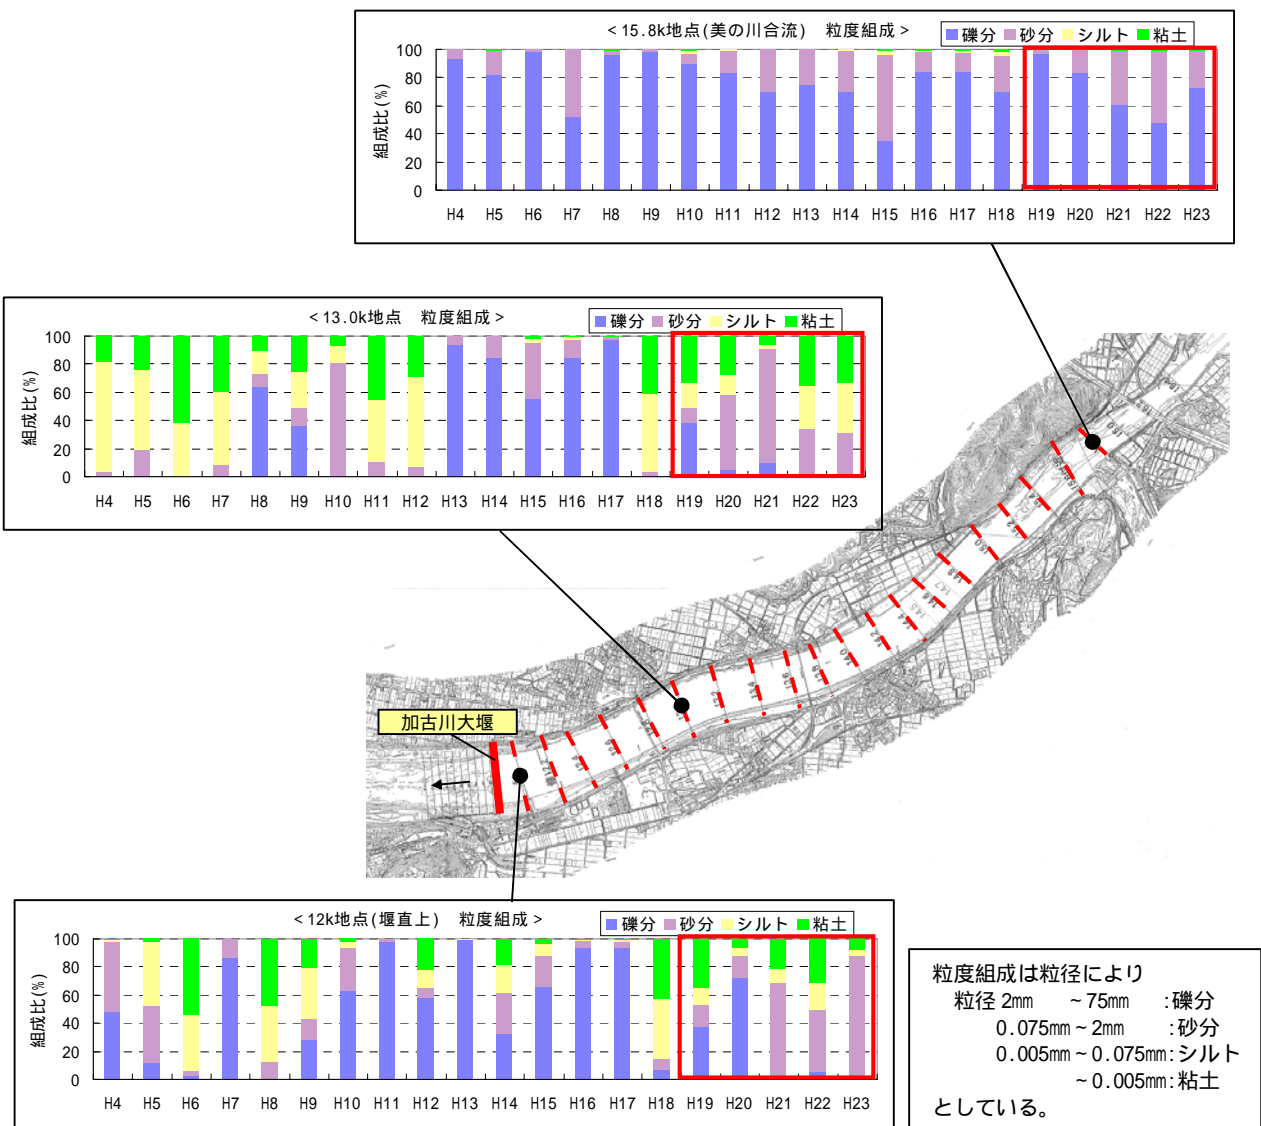 <15.8k地点(美の川合流) 粒度組成>
礫分 砂分 シルト 粘土
組成比(%)
100
80
60
40
20
0
H4 H5 H6 H7 H8 H9 H10 H11 H12 H13 H14 H15 H16 H17 H18 H19 H20 H21 H22 H23
<13.0k地点 粒度組成>
礫分 砂分 シルト 粘土
組成比(%)
100
80
60
40
20
0
H4 H5 H6 H7 H8 H9 H10 H11 H12 H13 H14 H15 H16 H17 H18 H19 H20 H21 H22 H23
加古川大堰
<12k地点(堰直上) 粒度組成>
礫分 砂分 シルト 粘土
組成比(%)
100
80
60
40
20
0
H4 H5 H6 H7 H8 H9 H10 H11 H12 H13 H14 H15 H16 H17 H18 H19 H20 H21 H22 H23
粒度組成は粒径により
粒径 2mm ~75mm :礫分
0.075mm~2mm :砂分
0.005mm~0.075mm:シルト
~0.005mm:粘土
としている。